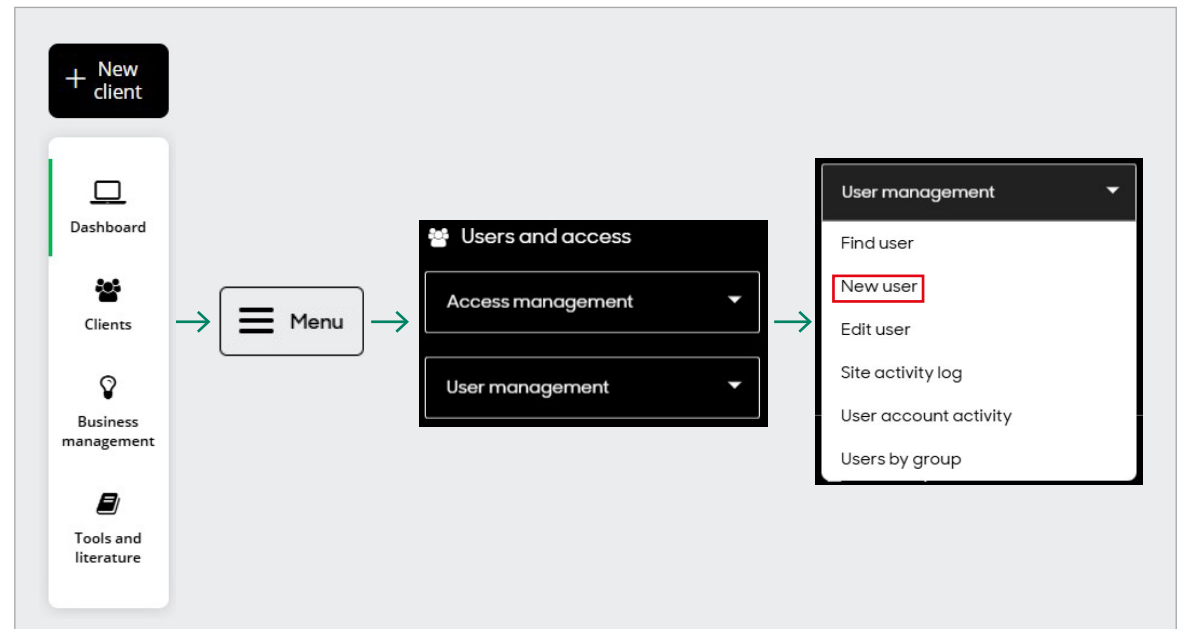 New
client
Dashboard
Clients
Business
management
Tools and
literature
Menu
Users and access
Access management
User management
User management
Find user
New user
Edit user
Site activity log
User account activity
Users by group